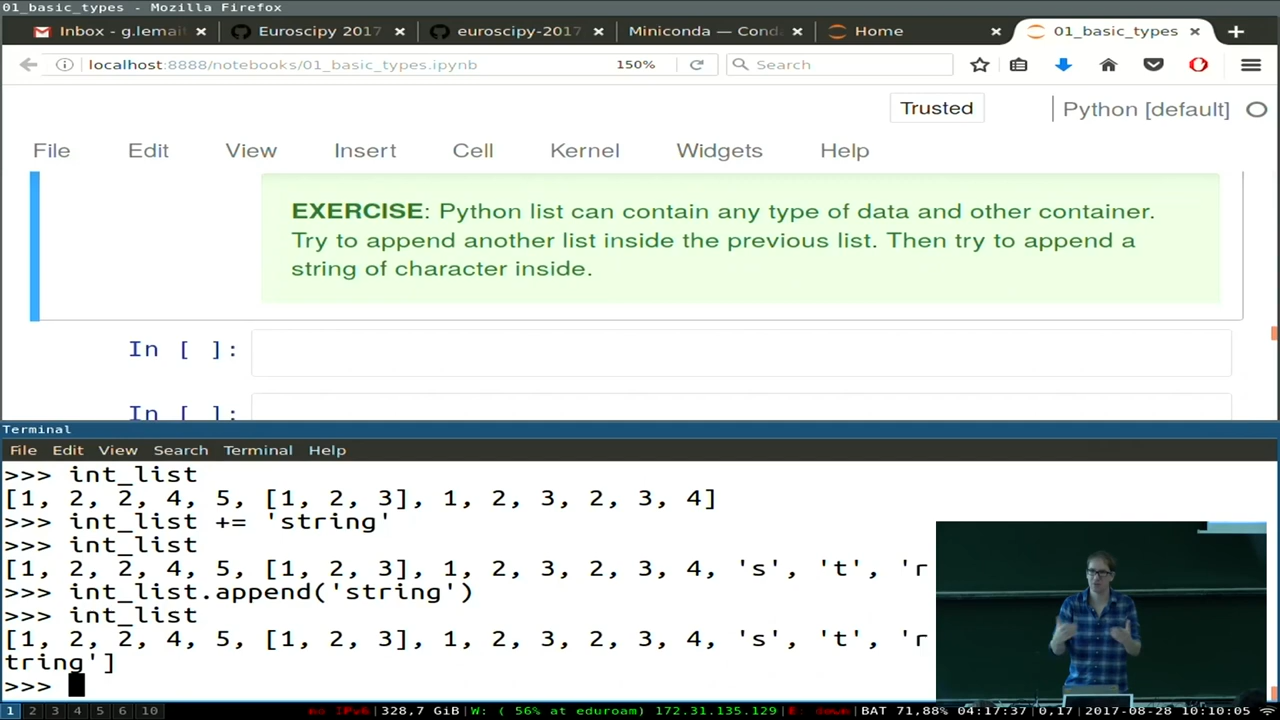 01_basic_types - Mozilla Firefox
Inbox - g.lemait
Euroscipy 2017
euroscipy-2017
Miniconda — Cond
Home
01_basic_types
localhost:8888/notebooks/01_basic_types.ipynb
150%
Search
Trusted
Python [default]
File Edit View Insert Cell Kernel Widgets Help
EXERCISE: Python list can contain any type of data and other container.
Try to append another list inside the previous list. Then try to append a
string of character inside.
In [ ]:
In [ ]:
Terminal
File Edit View Search Terminal Help
>>> int_list
[1, 2, 2, 4, 5, [1, 2, 3], 1, 2, 3, 2, 3, 4]
>>> int_list += 'string'
>>> int_list
[1, 2, 2, 4, 5, [1, 2, 3], 1, 2, 3, 2, 3, 4, 's', 't', 'r
>>> int_list.append('string')
>>> int_list
[1, 2, 2, 4, 5, [1, 2, 3], 1, 2, 3, 2, 3, 4, 's', 't', 'r
tring']
>>>
1 2 3 4 5 6 10 no IPv6|328,7 GiB|W: ( 56% at eduroam) 172.31.135.129|E: down|BAT 71,88% 04:17:37|0,17|2017-08-28 10:10:05